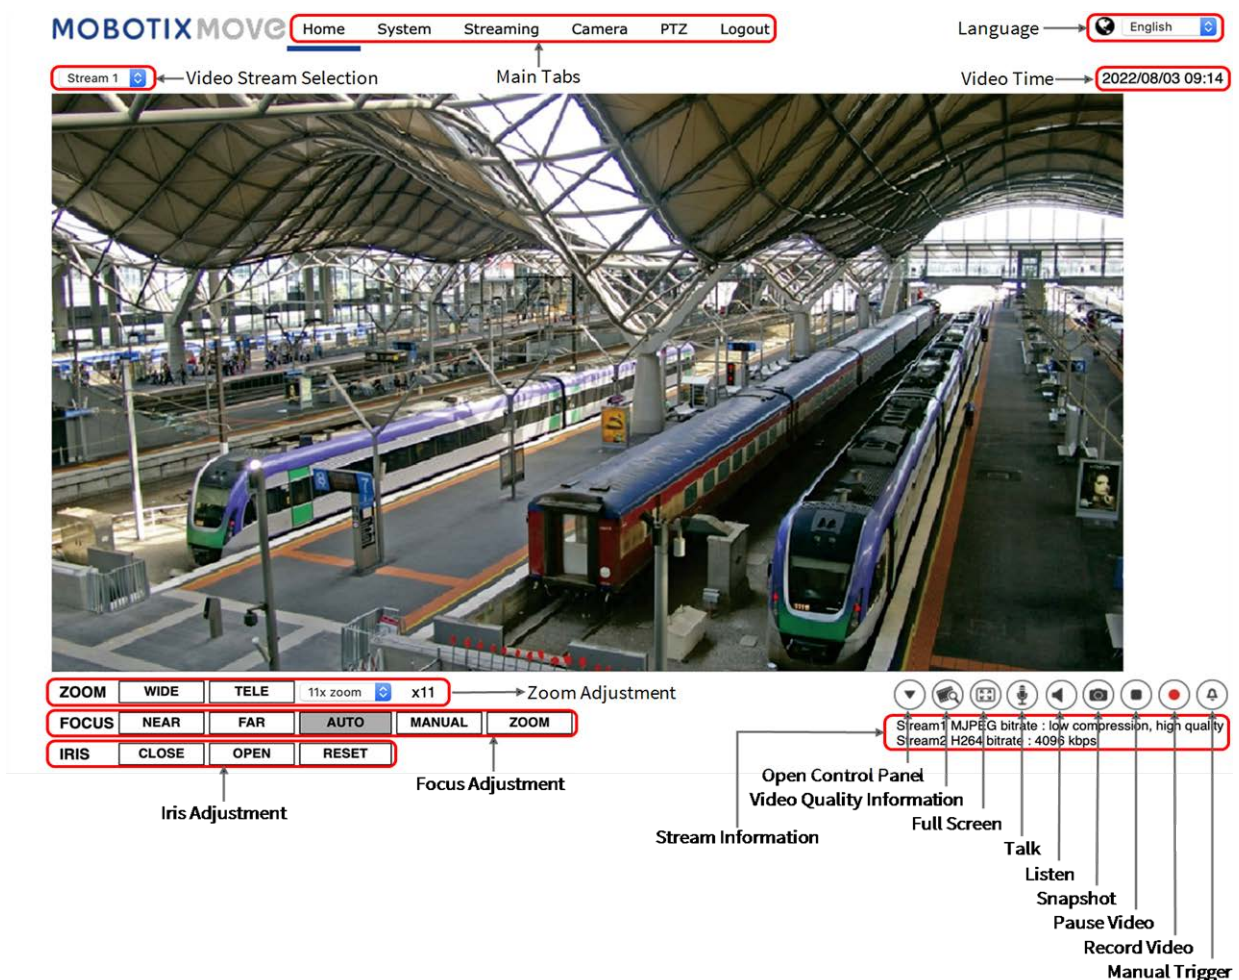 MOBOTIX MOVE
Home System Streaming Camera PTZ Logout
Language
English
Stream 1
Video Stream Selection
Main Tabs
Video Time
2022/08/03 09:14
ZOOM WIDE TELE 11x zoom x11
Zoom Adjustment
FOCUS NEAR FAR AUTO MANUAL ZOOM
IRIS CLOSE OPEN RESET
Stream1 MJPEG bitrate : low compression, high quality
Stream2 H264 bitrate : 4096 kbps
Focus Adjustment
Iris Adjustment
Open Control Panel
Video Quality Information
Full Screen
Stream Information
Talk
Listen
Snapshot
Pause Video
Record Video
Manual Trigger